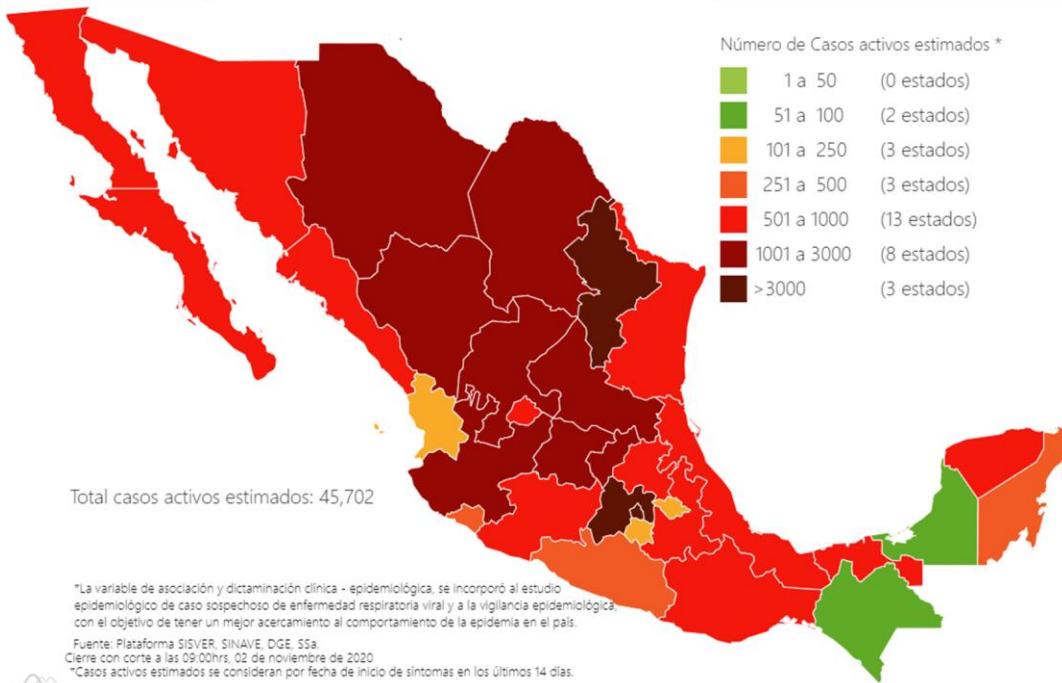 Número de Casos activos estimados *
1 a 50 (0 estados)
51 a 100 (2 estados)
101 a 250 (3 estados)
251 a 500 (3 estados)
501 a 1000 (13 estados)
1001 a 3000 (8 estados)
>3000 (3 estados)
Total casos activos estimados: 45,702
*La variable de asociación y dictaminación clínica - epidemiológica, se incorporó al estudio
epidemiológico de caso sospechoso de enfermedad respiratoria viral y a la vigilancia epidemiológica,
con el objetivo de tener un mejor acercamiento al comportamiento de la epidemia en el país.
Fuente: Plataforma SISVER, SINAVE, DGE, SSa.
Cierre con corte a las 09:00hrs, 02 de noviembre de 2020
*Casos activos estimados se consideran por fecha de inicio de síntomas en los últimos 14 días.